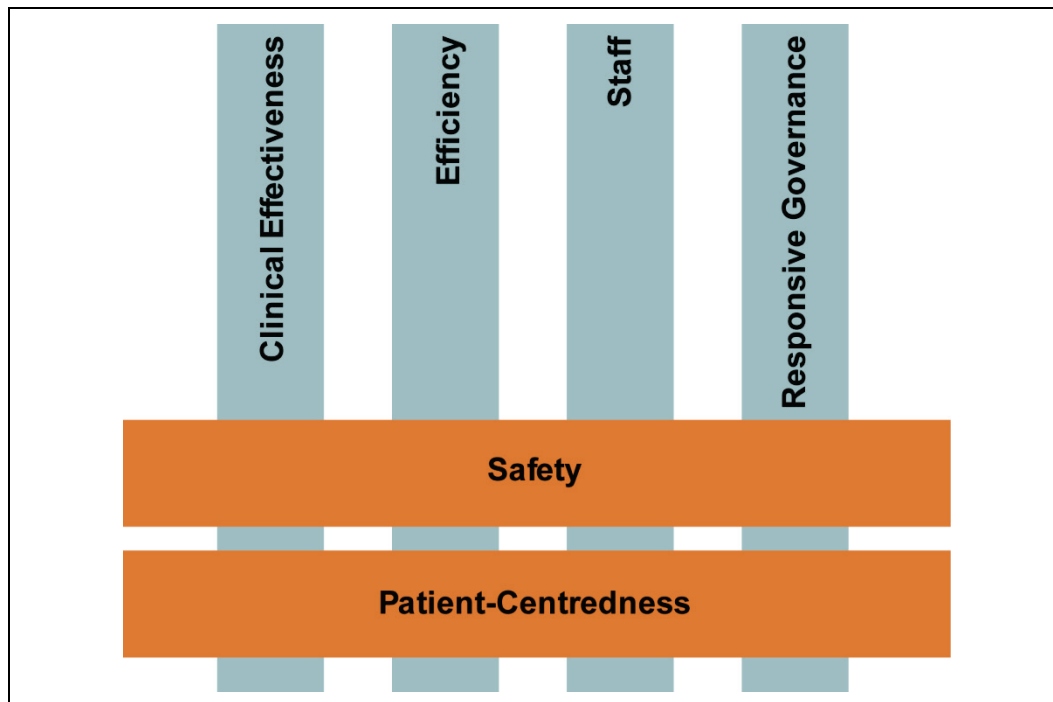 Clinical Effectiveness
Efficiency
Staff
Responsive Governance
Safety
Patient-Centredness